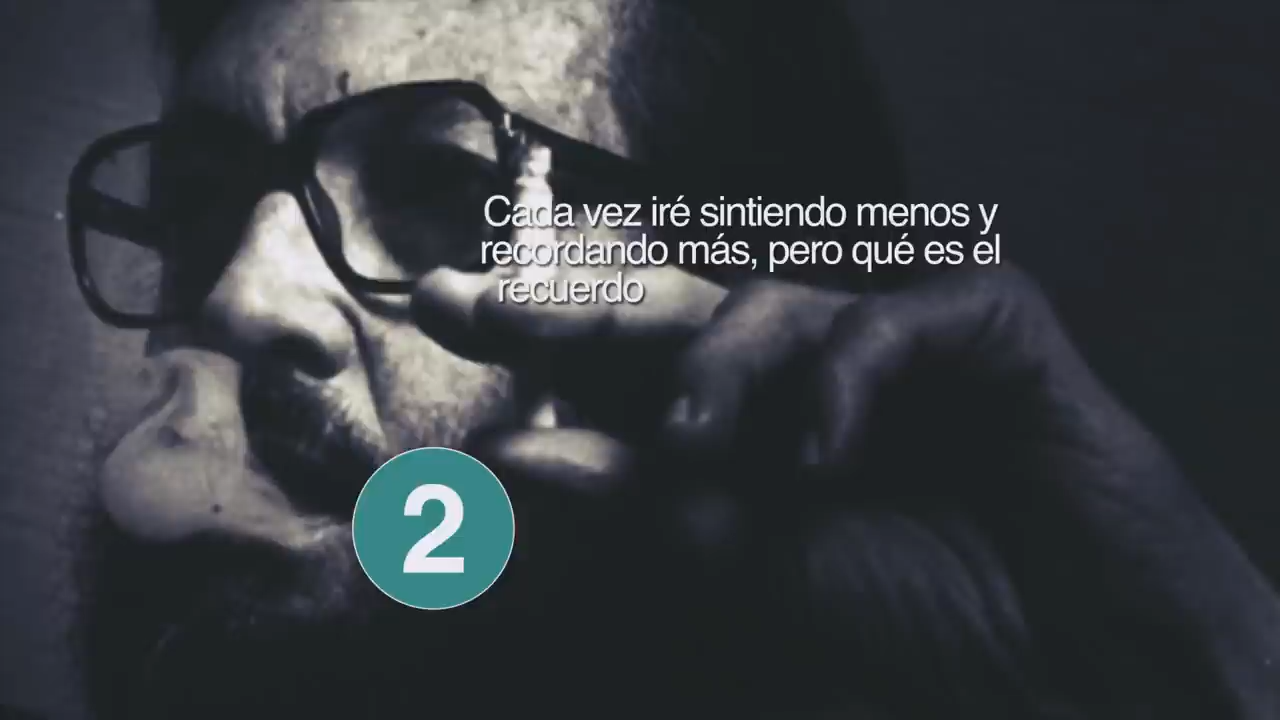 Cada vez iré sintiendo menos y
recordando más, pero qué es el
recuerdo
2